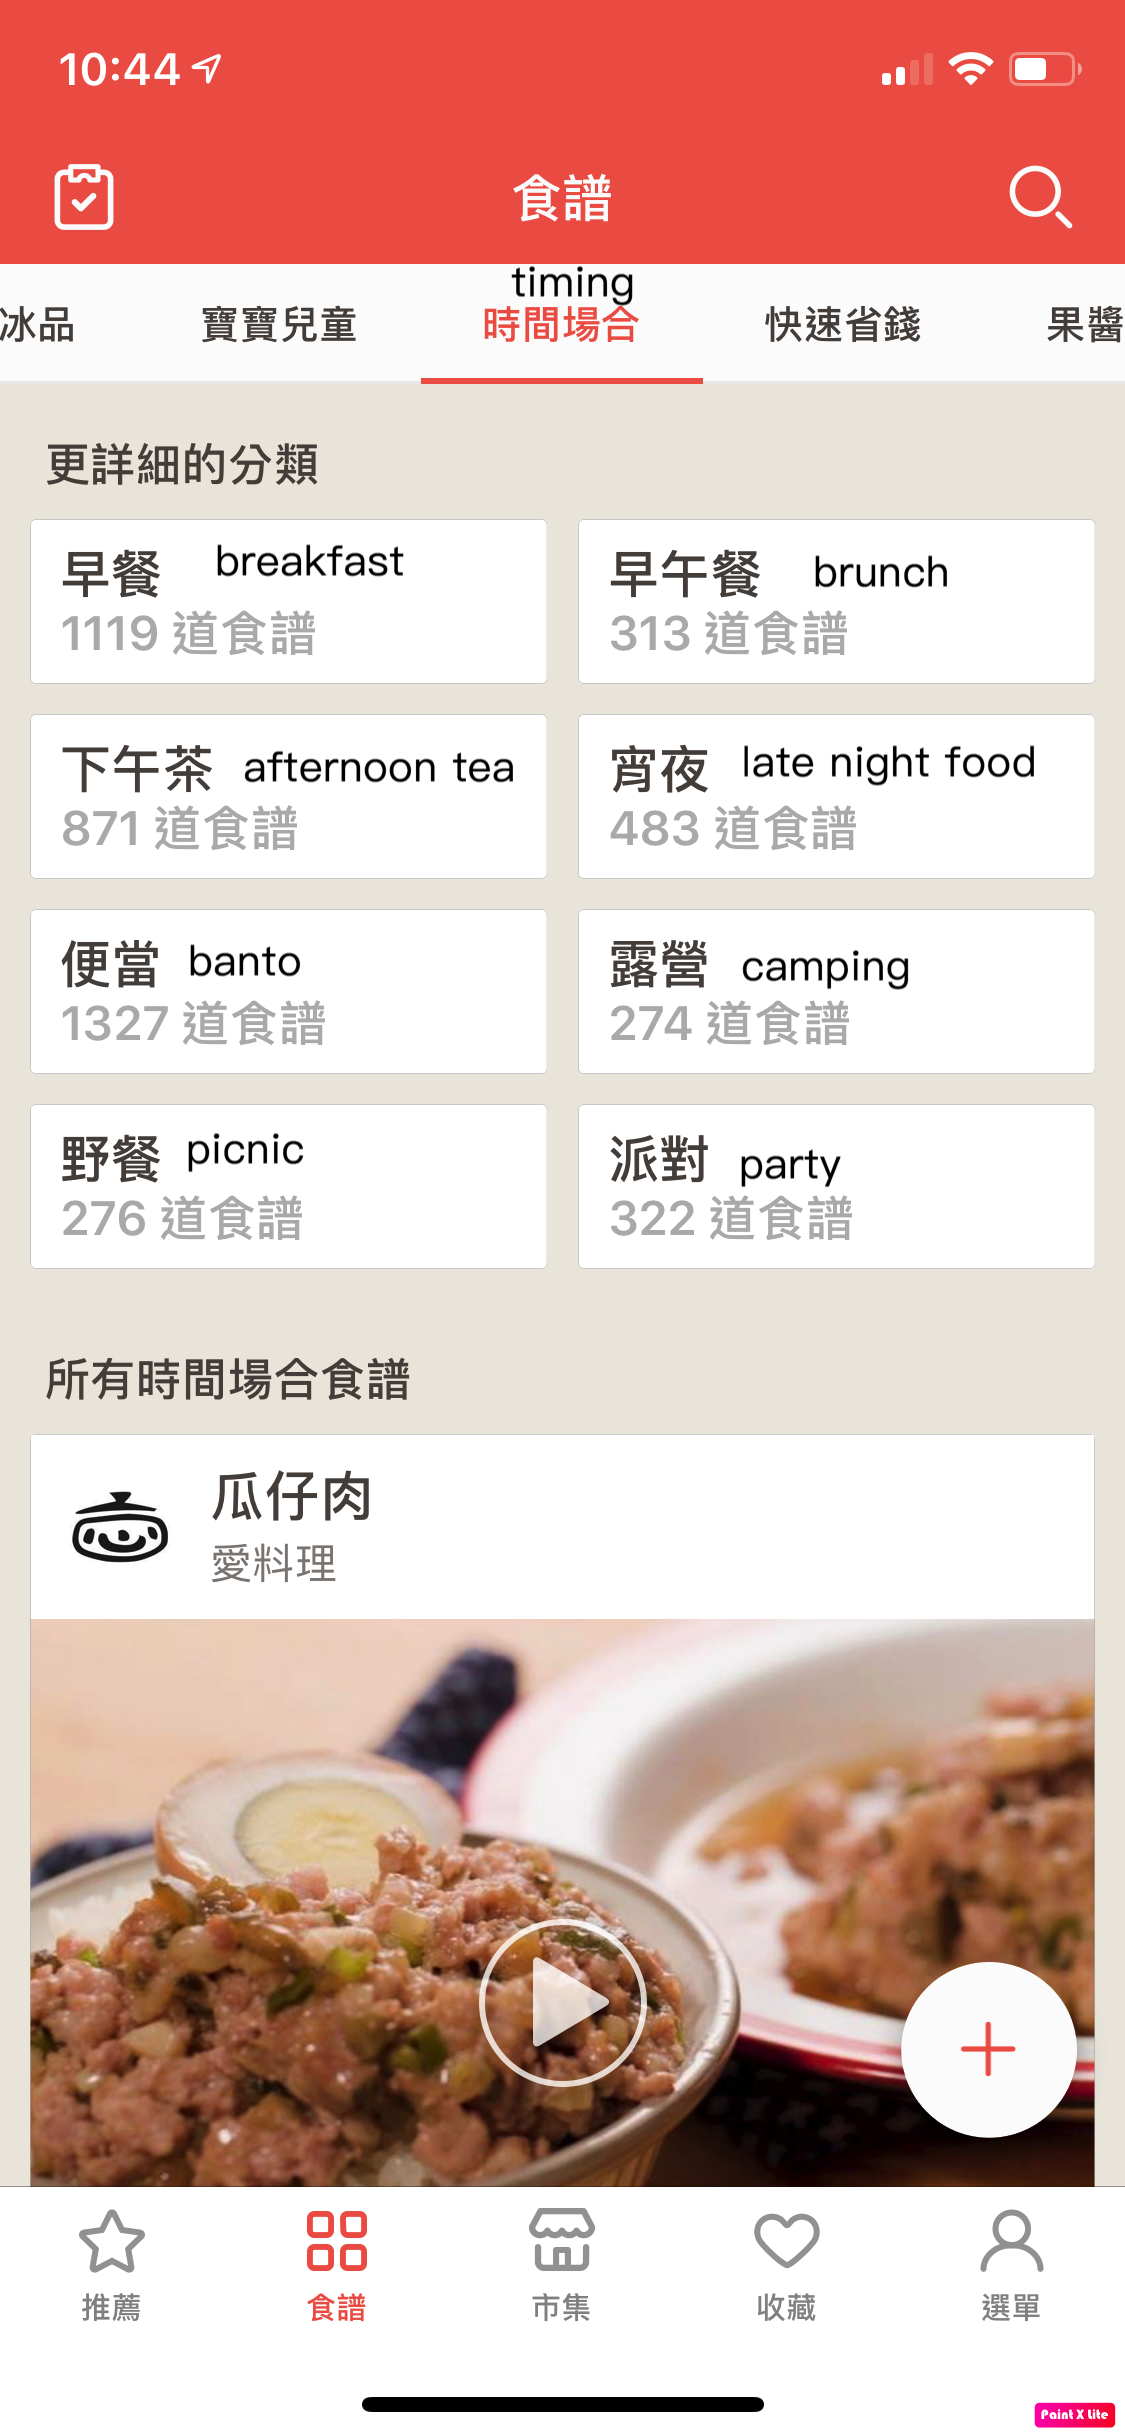 10:44
食譜
timing
冰品 寶寶兒童 時間場合 快速省錢 果醬
更詳細的分類
早餐 breakfast
1119 道食譜
早午餐 brunch
313 道食譜
下午茶 afternoon tea
871 道食譜
宵夜 late night food
483 道食譜
便當 banto
1327 道食譜
露營 camping
274 道食譜
野餐 picnic
276 道食譜
派對 party
322 道食譜
所有時間場合食譜
瓜仔肉
愛料理
推薦 食譜 市集 收藏 選單
Paint X Lite